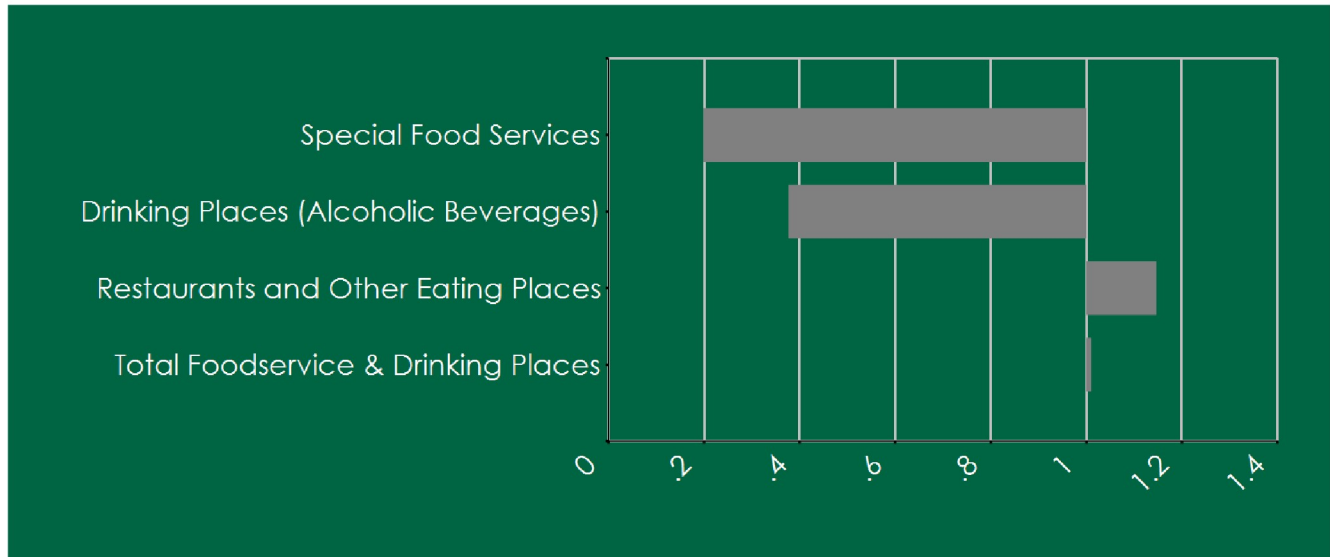 Special Food Services
Drinking Places (Alcoholic Beverages)
Restaurants and Other Eating Places
Total Foodservice & Drinking Places
0
.2
.4
.6
.8
1
1.2
1.4